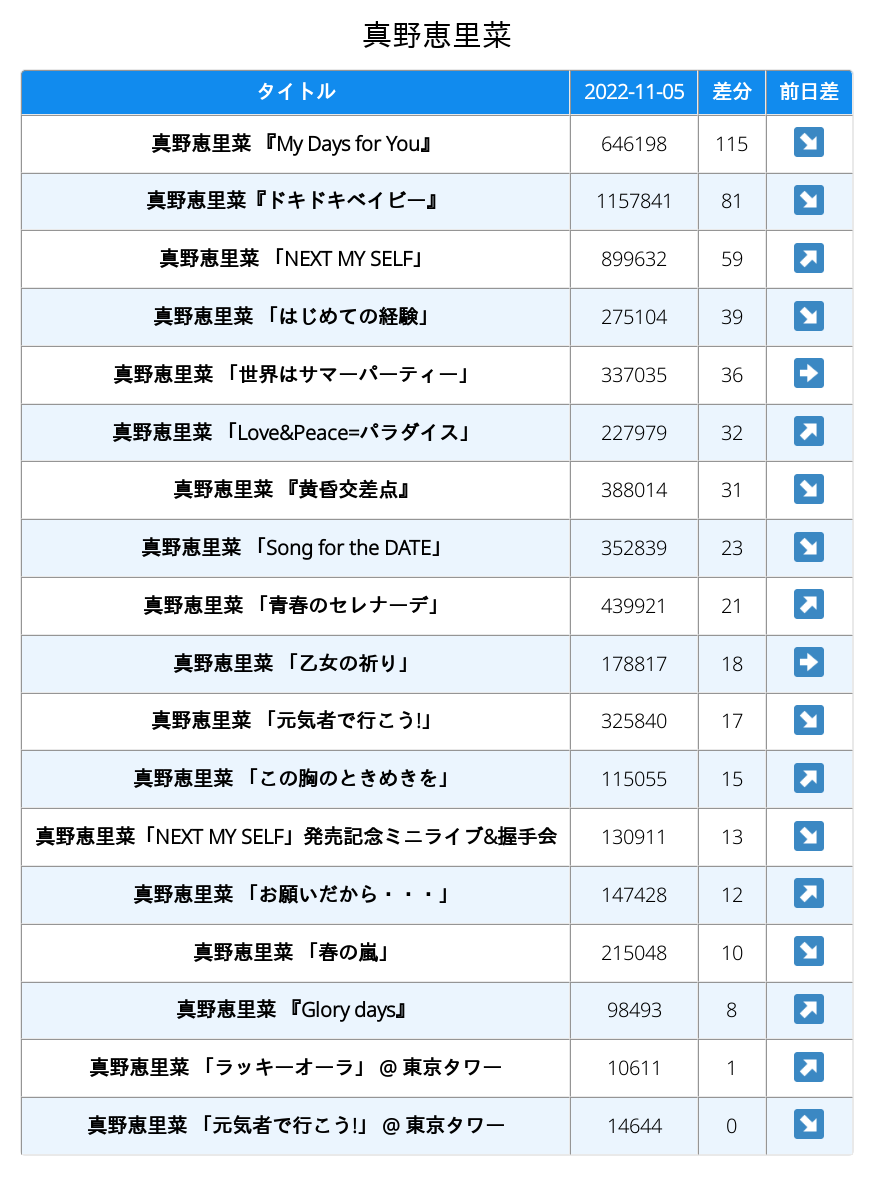 真野恵里菜
タイトル 2022-11-05 差分 前日差
真野恵里菜 『My Days for You』 646198 115 ↘
真野恵里菜『ドキドキベイビー』 1157841 81 ↘
真野恵里菜 「NEXT MY SELF」 899632 59 ↗
真野恵里菜 「はじめての経験」 275104 39 ↘
真野恵里菜 「世界はサマーパーティー」 337035 36 ➡
真野恵里菜 「Love&Peace=パラダイス」 227979 32 ↗
真野恵里菜 『黄昏交差点』 388014 31 ↘
真野恵里菜 「Song for the DATE」 352839 23 ↘
真野恵里菜 「青春のセレナーデ」 439921 21 ↗
真野恵里菜 「乙女の祈り」 178817 18 ➡
真野恵里菜 「元気者で行こう!」 325840 17 ↘
真野恵里菜 「この胸のときめきを」 115055 15 ↗
真野恵里菜「NEXT MY SELF」発売記念ミニライブ&握手会 130911 13 ↘
真野恵里菜 「お願いだから・・・」 147428 12 ↗
真野恵里菜 「春の嵐」 215048 10 ↘
真野恵里菜 『Glory days』 98493 8 ↗
真野恵里菜 「ラッキーオーラ」 @ 東京タワー 10611 1 ↗
真野恵里菜 「元気者で行こう!」 @ 東京タワー 14644 0 ↘